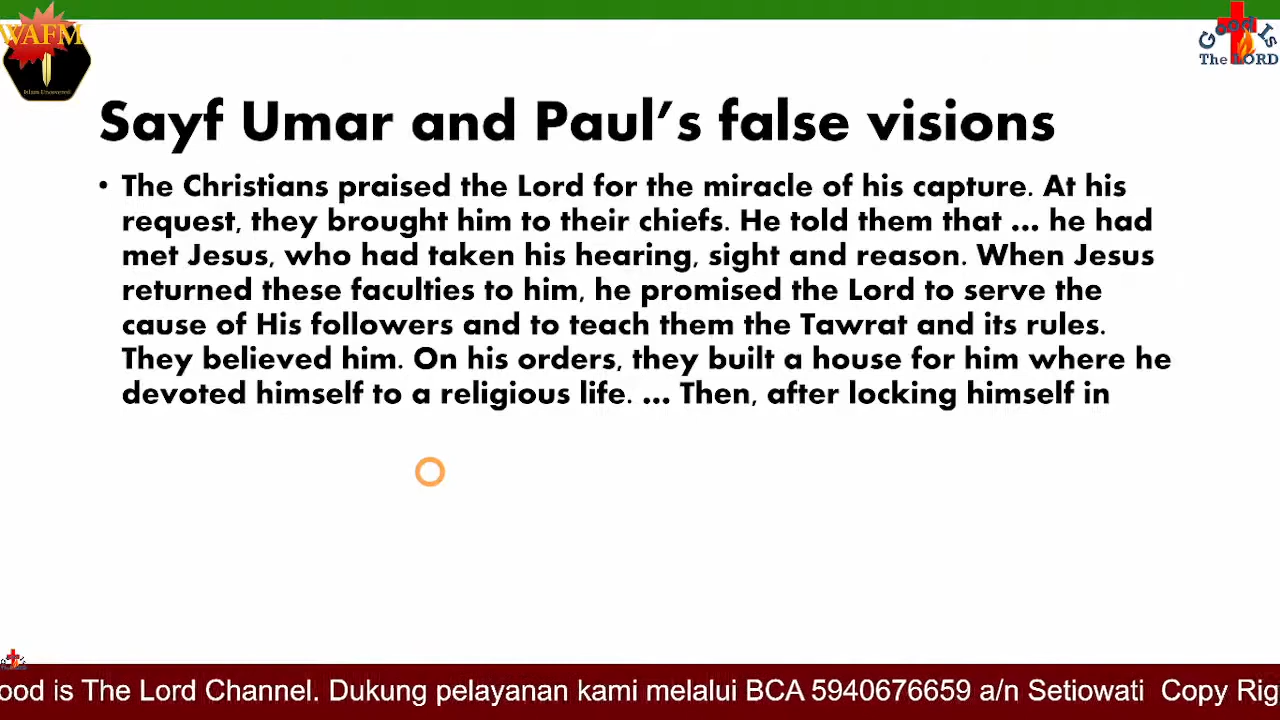 WAFM
Islam Uncovered
Good Is
The LORD
Sayf Umar and Paul’s false visions
• The Christians praised the Lord for the miracle of his capture. At his
request, they brought him to their chiefs. He told them that ... he had
met Jesus, who had taken his hearing, sight and reason. When Jesus
returned these faculties to him, he promised the Lord to serve the
cause of His followers and to teach them the Tawrat and its rules.
They believed him. On his orders, they built a house for him where he
devoted himself to a religious life. ... Then, after locking himself in
ood is The Lord Channel. Dukung pelayanan kami melalui BCA 5940676659 a/n Setiowati Copy Rig